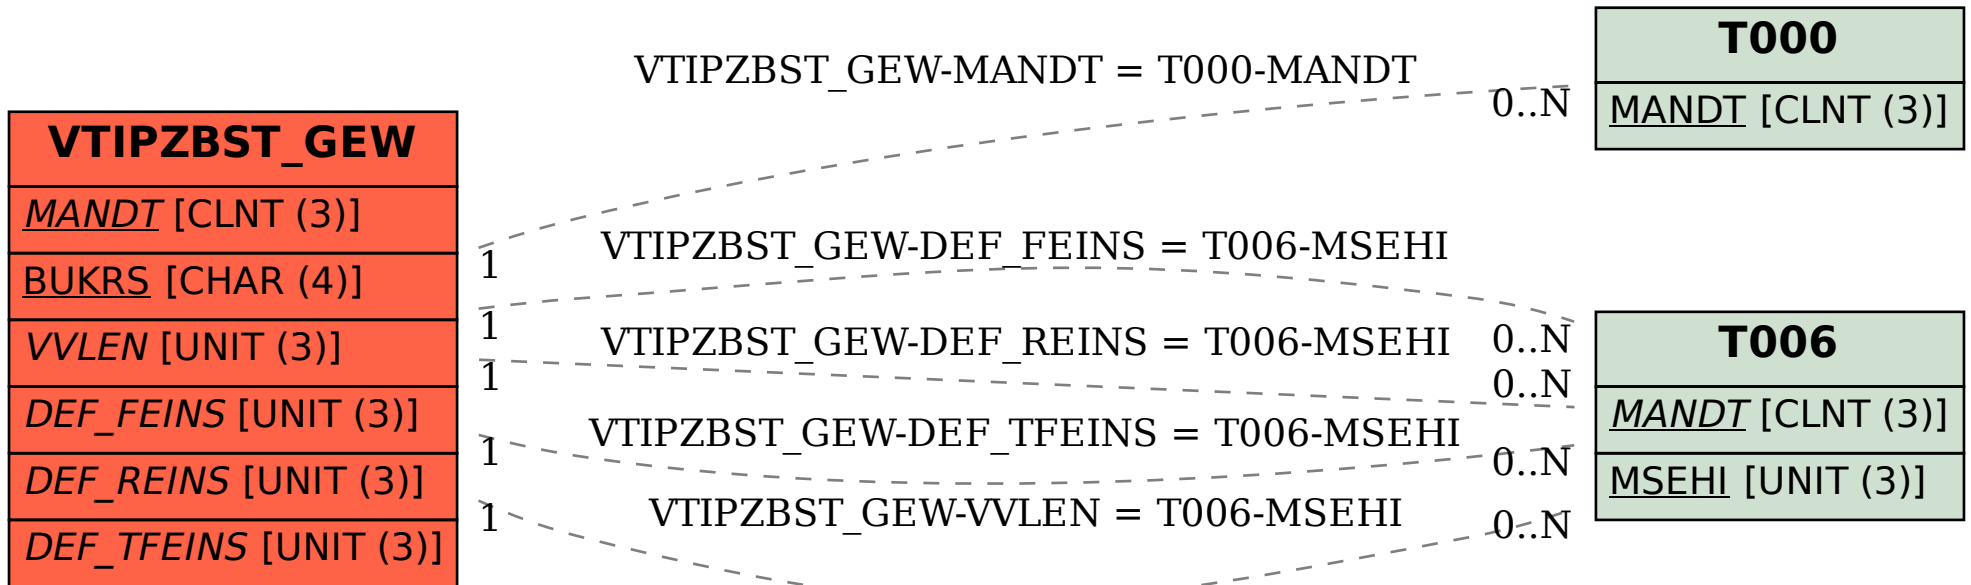 VTIPZBST_GEW
MANDT [CLNT (3)]
BUKRS [CHAR (4)]
VVLEN [UNIT (3)]
DEF_FEINS [UNIT (3)]
DEF_REINS [UNIT (3)]
DEF_TFEINS [UNIT (3)]
VTIPZBST_GEW-MANDT = T000-MANDT
1
0..N
VTIPZBST_GEW-DEF_FEINS = T006-MSEHI
1
0..N
VTIPZBST_GEW-DEF_REINS = T006-MSEHI
1
0..N
VTIPZBST_GEW-DEF_TFEINS = T006-MSEHI
1
0..N
VTIPZBST_GEW-VVLEN = T006-MSEHI
1
0..N
T000
MANDT [CLNT (3)]
T006
MANDT [CLNT (3)]
MSEHI [UNIT (3)]